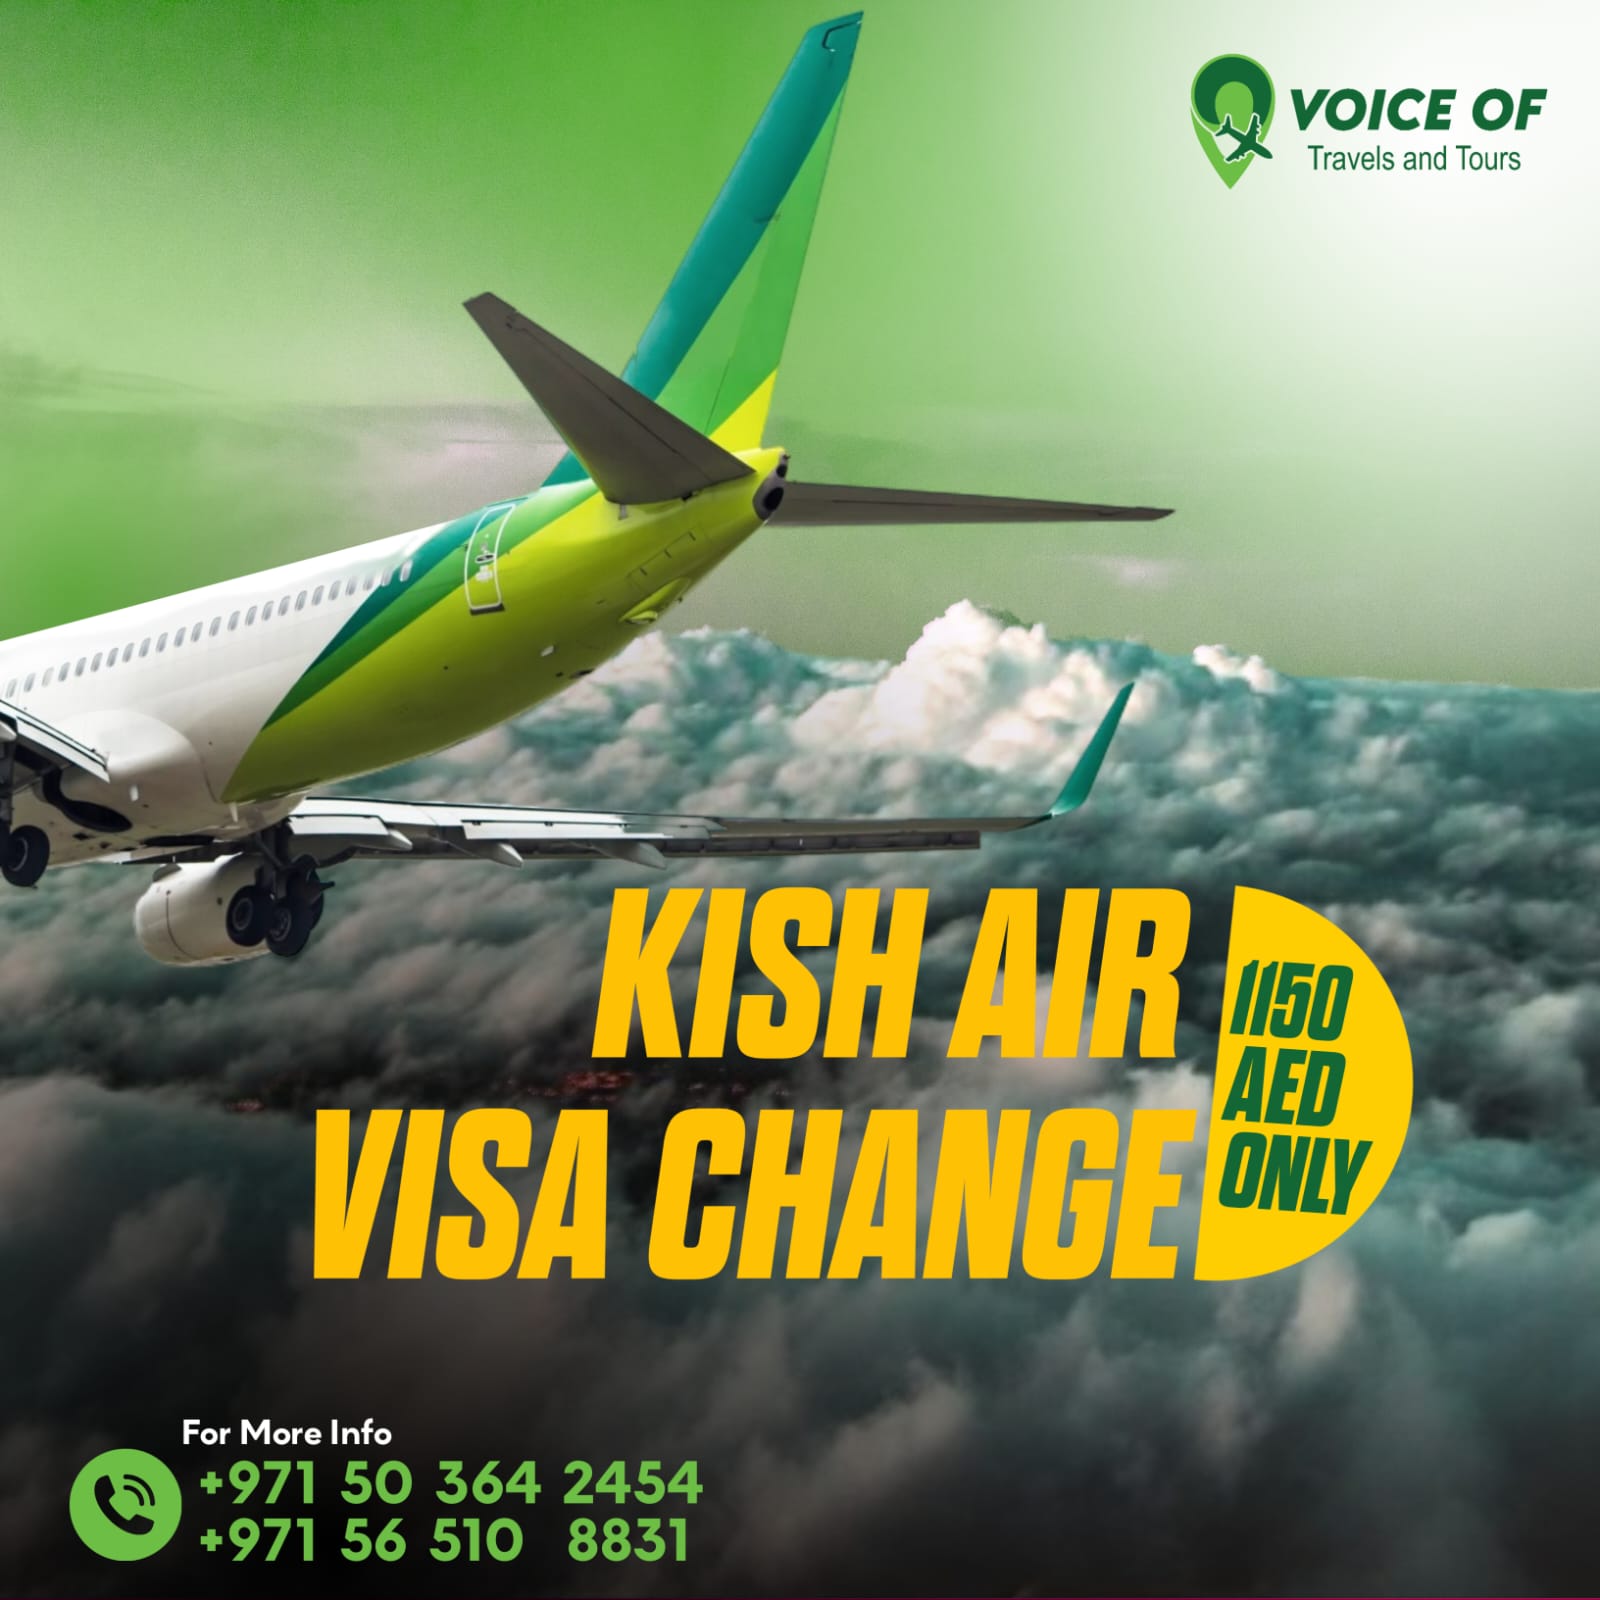 VOICE OF
Travels and Tours
KISH AIR
VISA CHANGE
1150
AED
ONLY
For More Info
+971 50 364 2454
+971 56 510 8831